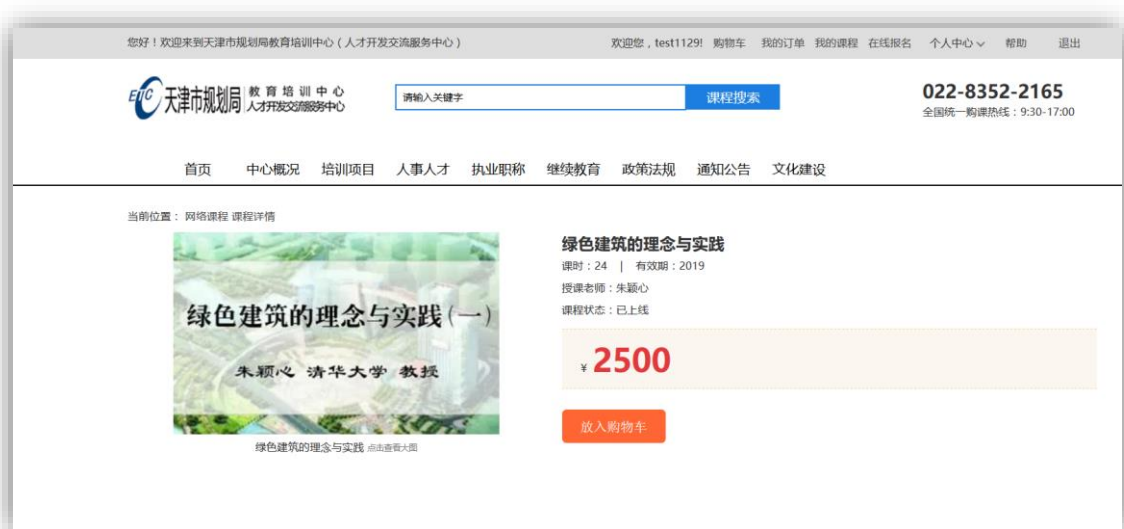 您好！欢迎来到天津市规划局教育培训中心（人才开发交流服务中心）
欢迎您，test1129! 购物车 我的订单 我的课程 在线报名 个人中心 帮助 退出
EITC 天津市规划局 教育培训中心
人才开发交流服务中心
请输入关键字 课程搜索
022-8352-2165
全国统一购课热线：9:30-17:00
首页 中心概况 培训项目 人事人才 执业职称 继续教育 政策法规 通知公告 文化建设
当前位置： 网络课程 课程详情
绿色建筑的理念与实践(一)
朱颖心 清华大学 教授
绿色建筑的理念与实践 点击查看大图
绿色建筑的理念与实践
课时：24 | 有效期：2019
授课老师：朱颖心
课程状态：已上线
¥ 2500
放入购物车